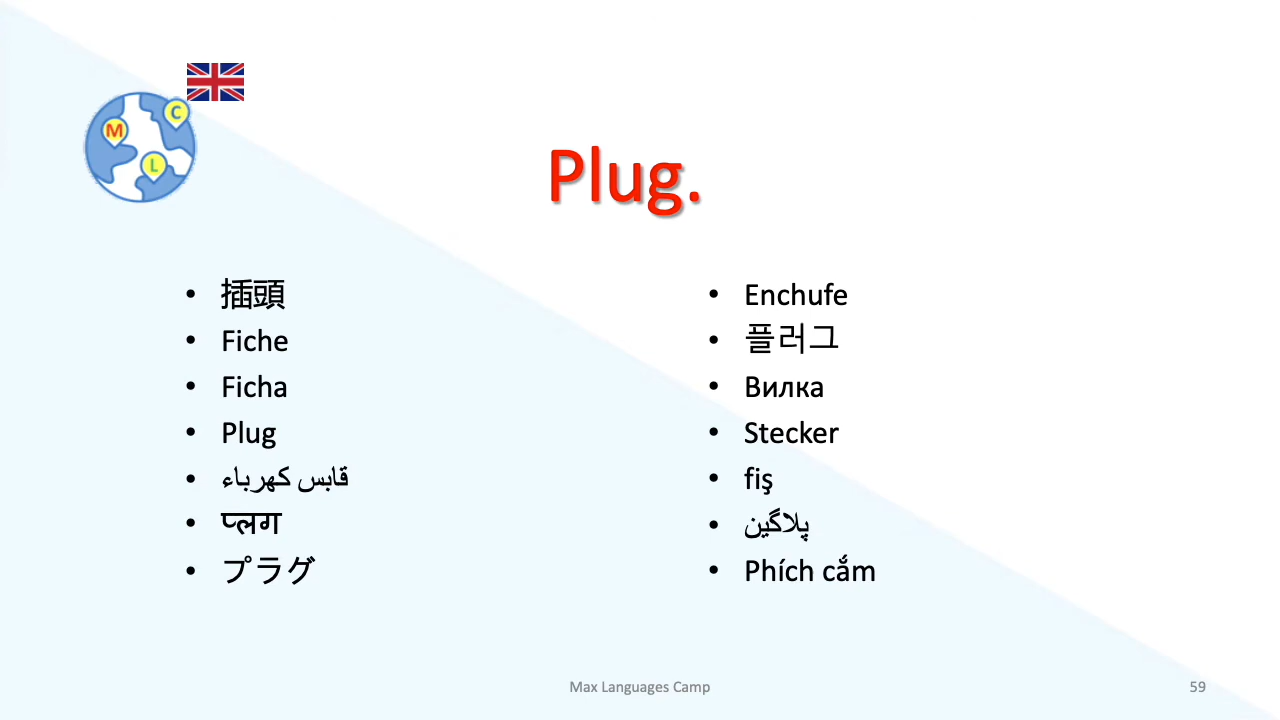 C
M
L
Plug.
• 插頭
• Fiche
• Ficha
• Plug
• قابس كهرباء
• प्लग
• プラグ
• Enchufe
• 플러그
• Вилка
• Stecker
• fiş
• پلاگین
• Phích cắm
Max Languages Camp
59